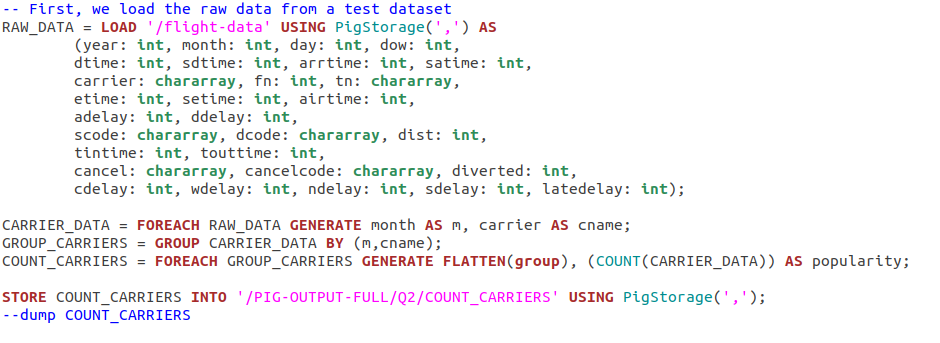 -- First, we load the raw data from a test dataset
RAW_DATA = LOAD '/flight-data' USING PigStorage(',') AS
(year: int, month: int, day: int, dow: int,
dtime: int, sdtime: int, arrtime: int, satime: int,
carrier: chararray, fn: int, tn: chararray,
etime: int, setime: int, airtime: int,
adelay: int, ddelay: int,
scode: chararray, dcode: chararray, dist: int,
tintime: int, touttime: int,
cancel: chararray, cancelcode: chararray, diverted: int,
cdelay: int, wdelay: int, ndelay: int, sdelay: int, latedelay: int);
CARRIER_DATA = FOREACH RAW_DATA GENERATE month AS m, carrier AS cname;
GROUP_CARRIERS = GROUP CARRIER_DATA BY (m,cname);
COUNT_CARRIERS = FOREACH GROUP_CARRIERS GENERATE FLATTEN(group), (COUNT(CARRIER_DATA)) AS popularity;
STORE COUNT_CARRIERS INTO '/PIG-OUTPUT-FULL/Q2/COUNT_CARRIERS' USING PigStorage(',');
--dump COUNT_CARRIERS